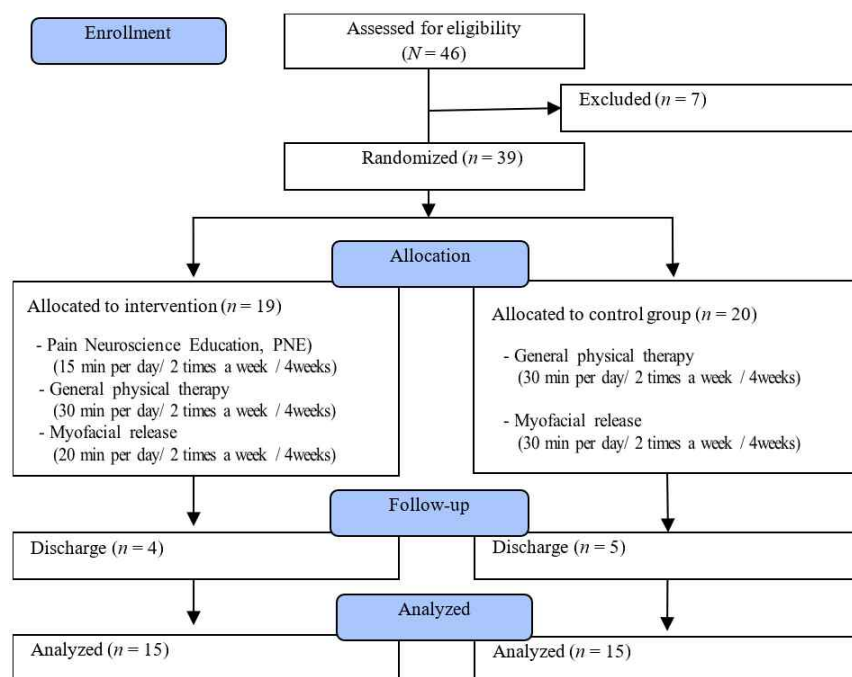 Enrollment
Assessed for eligibility
(N = 46)
Excluded (n = 7)
Randomized (n = 39)
Allocation
Allocated to intervention (n = 19)
- Pain Neuroscience Education, PNE)
(15 min per day/ 2 times a week / 4weeks)
- General physical therapy
(30 min per day/ 2 times a week / 4weeks)
- Myofacial release
(20 min per day/ 2 times a week / 4weeks)
Allocated to control group (n = 20)
- General physical therapy
(30 min per day/ 2 times a week / 4weeks)
- Myofacial release
(30 min per day/ 2 times a week / 4weeks)
Follow-up
Discharge (n = 4)
Discharge (n = 5)
Analyzed
Analyzed (n = 15)
Analyzed (n = 15)